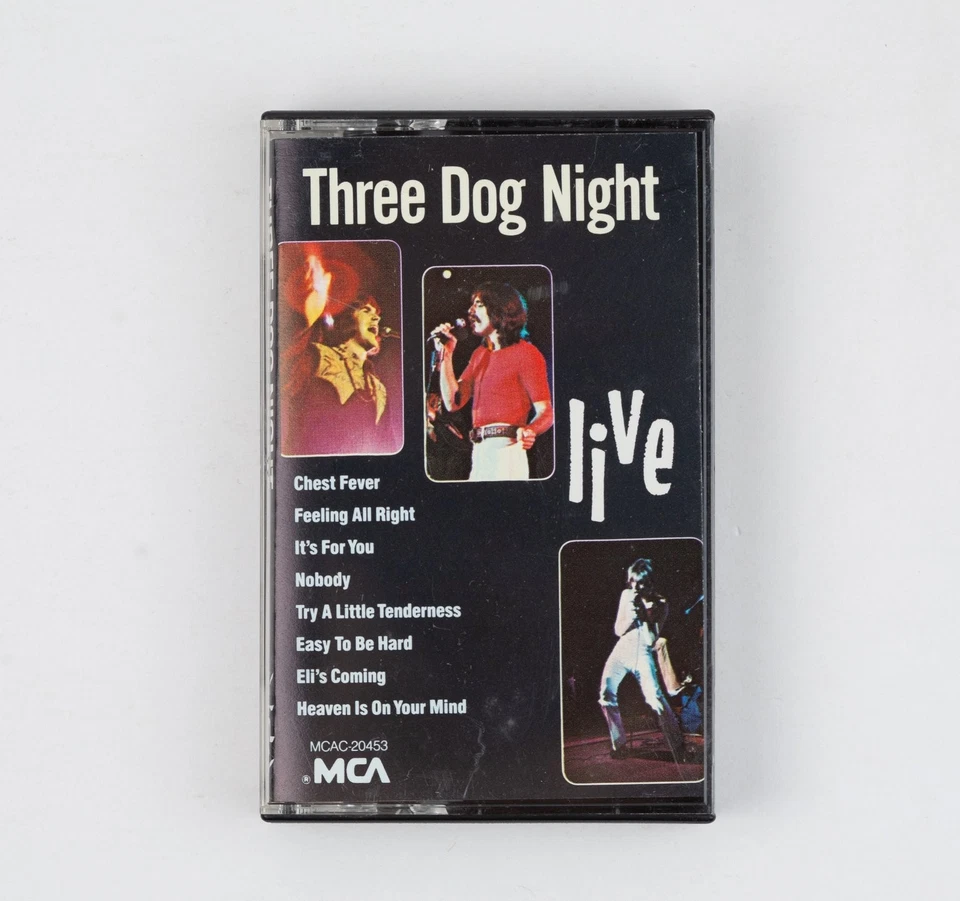 Three Dog Night
live
Chest Fever
Feeling All Right
It's For You
Nobody
Try A Little Tenderness
Easy To Be Hard
Eli's Coming
Heaven Is On Your Mind
MCAC-20453
® MCA